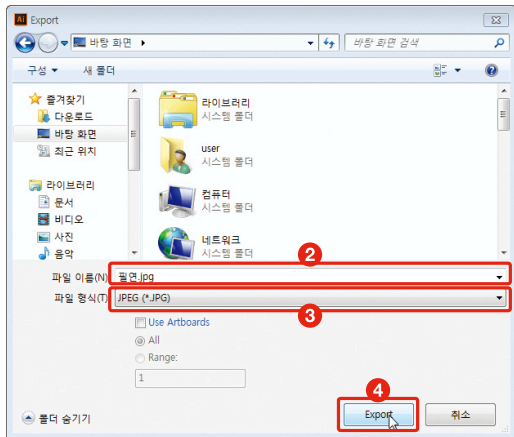 Ai Export
바탕 화면
바탕 화면 검색
구성 새 폴더
즐겨찾기
다운로드
바탕 화면
최근 위치
라이브러리
문서
비디오
사진
음악
라이브러리
시스템 폴더
user
시스템 폴더
컴퓨터
시스템 폴더
네트워크
시스템 폴더
2
파일 이름(N): 필연.jpg
파일 형식(T): JPEG (*.JPG)
3
Use Artboards
All
Range:
1
4
폴더 숨기기
Export
취소